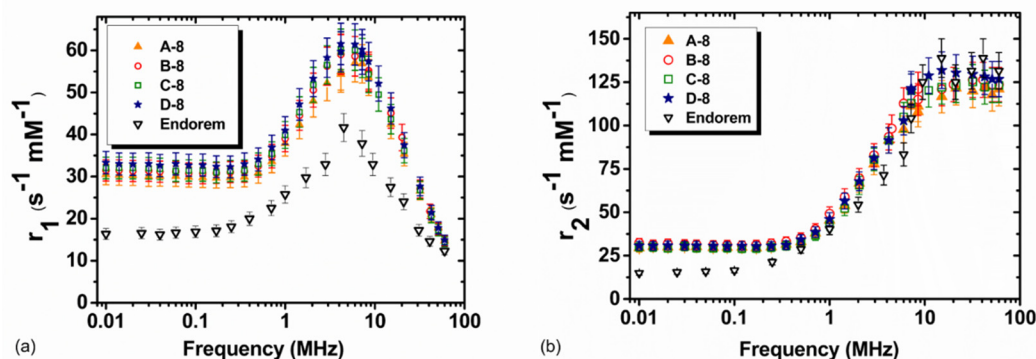 60
50
40
30
20
10
0
r1 (s-1 mM-1)
A-8
B-8
C-8
D-8
Endorem
0.01 0.1 1 10 100
Frequency (MHz)
(a)
150
125
100
75
50
25
0
r2 (s-1 mM-1)
A-8
B-8
C-8
D-8
Endorem
0.01 0.1 1 10 100
Frequency (MHz)
(b)